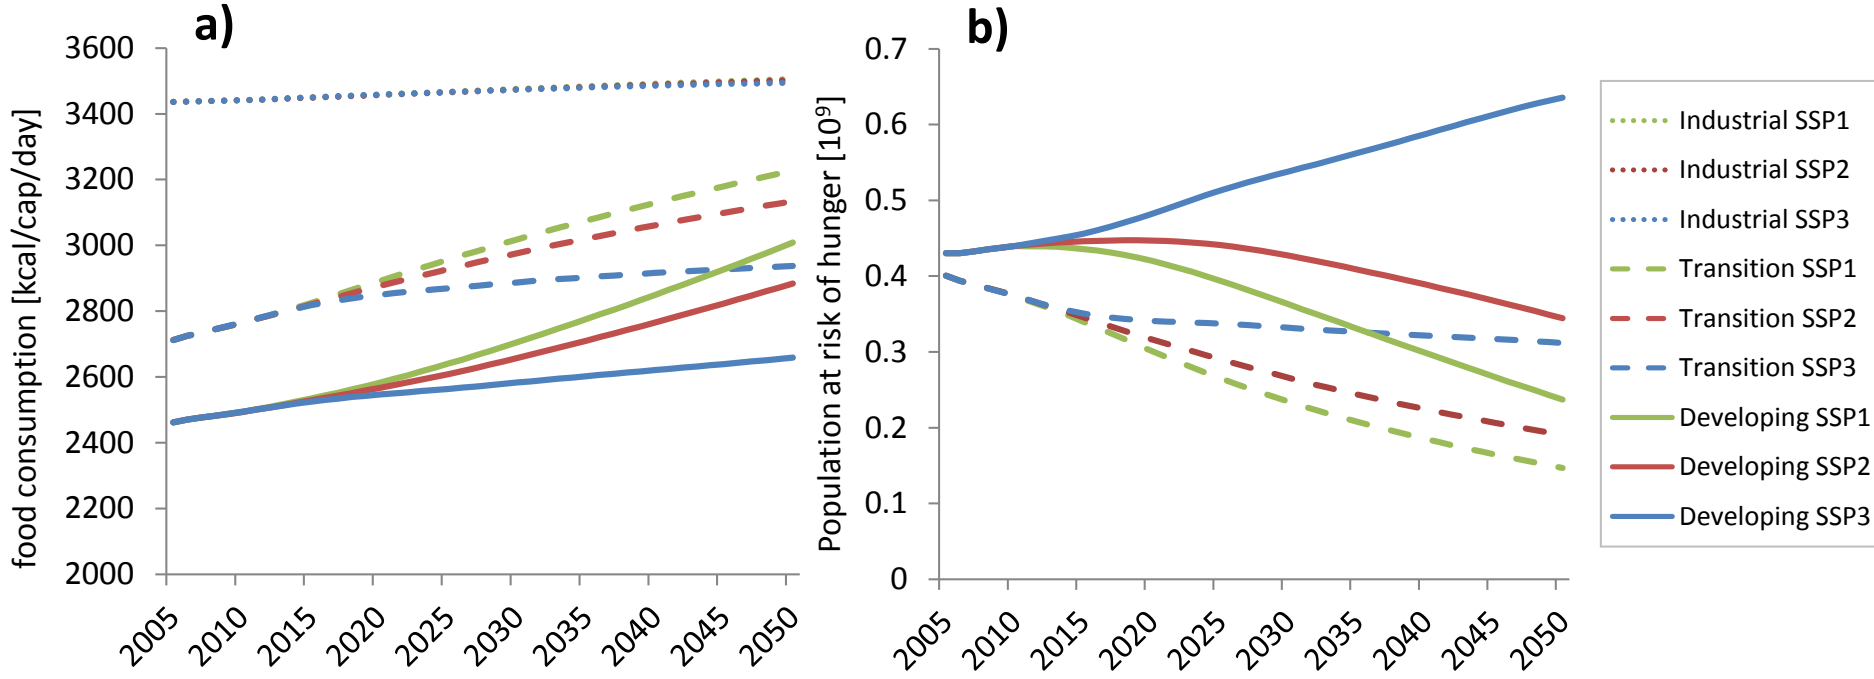 a)
food consumption [kcal/cap/day]
3600
3400
3200
3000
2800
2600
2400
2200
2000
2005
2010
2015
2020
2025
2030
2035
2040
2045
2050
b)
Population at risk of hunger [10⁹]
0.7
0.6
0.5
0.4
0.3
0.2
0.1
0
2005
2010
2015
2020
2025
2030
2035
2040
2045
2050
Industrial SSP1
Industrial SSP2
Industrial SSP3
Transition SSP1
Transition SSP2
Transition SSP3
Developing SSP1
Developing SSP2
Developing SSP3